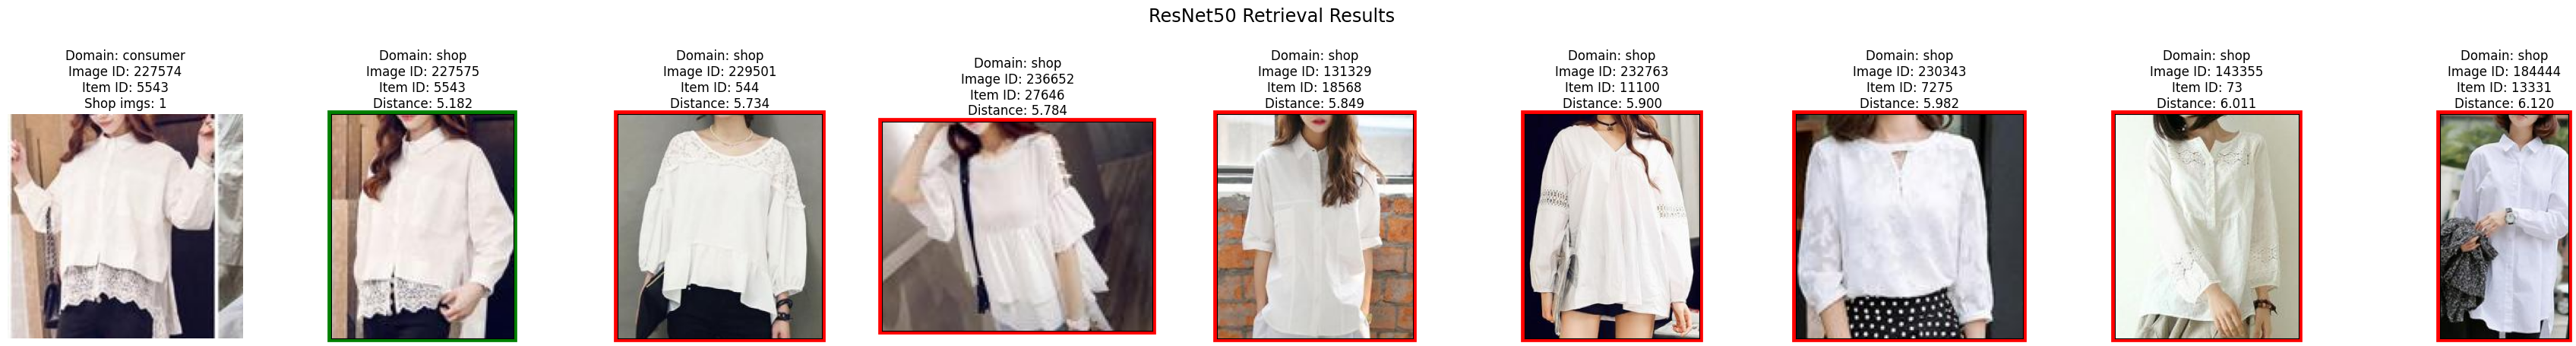 ResNet50 Retrieval Results
Domain: consumer
Image ID: 227574
Item ID: 5543
Shop imgs: 1
Domain: shop
Image ID: 227575
Item ID: 5543
Distance: 5.182
Domain: shop
Image ID: 229501
Item ID: 544
Distance: 5.734
Domain: shop
Image ID: 236652
Item ID: 27646
Distance: 5.784
Domain: shop
Image ID: 131329
Item ID: 18568
Distance: 5.849
Domain: shop
Image ID: 232763
Item ID: 11100
Distance: 5.900
Domain: shop
Image ID: 230343
Item ID: 7275
Distance: 5.982
Domain: shop
Image ID: 143355
Item ID: 73
Distance: 6.011
Domain: shop
Image ID: 184444
Item ID: 13331
Distance: 6.120